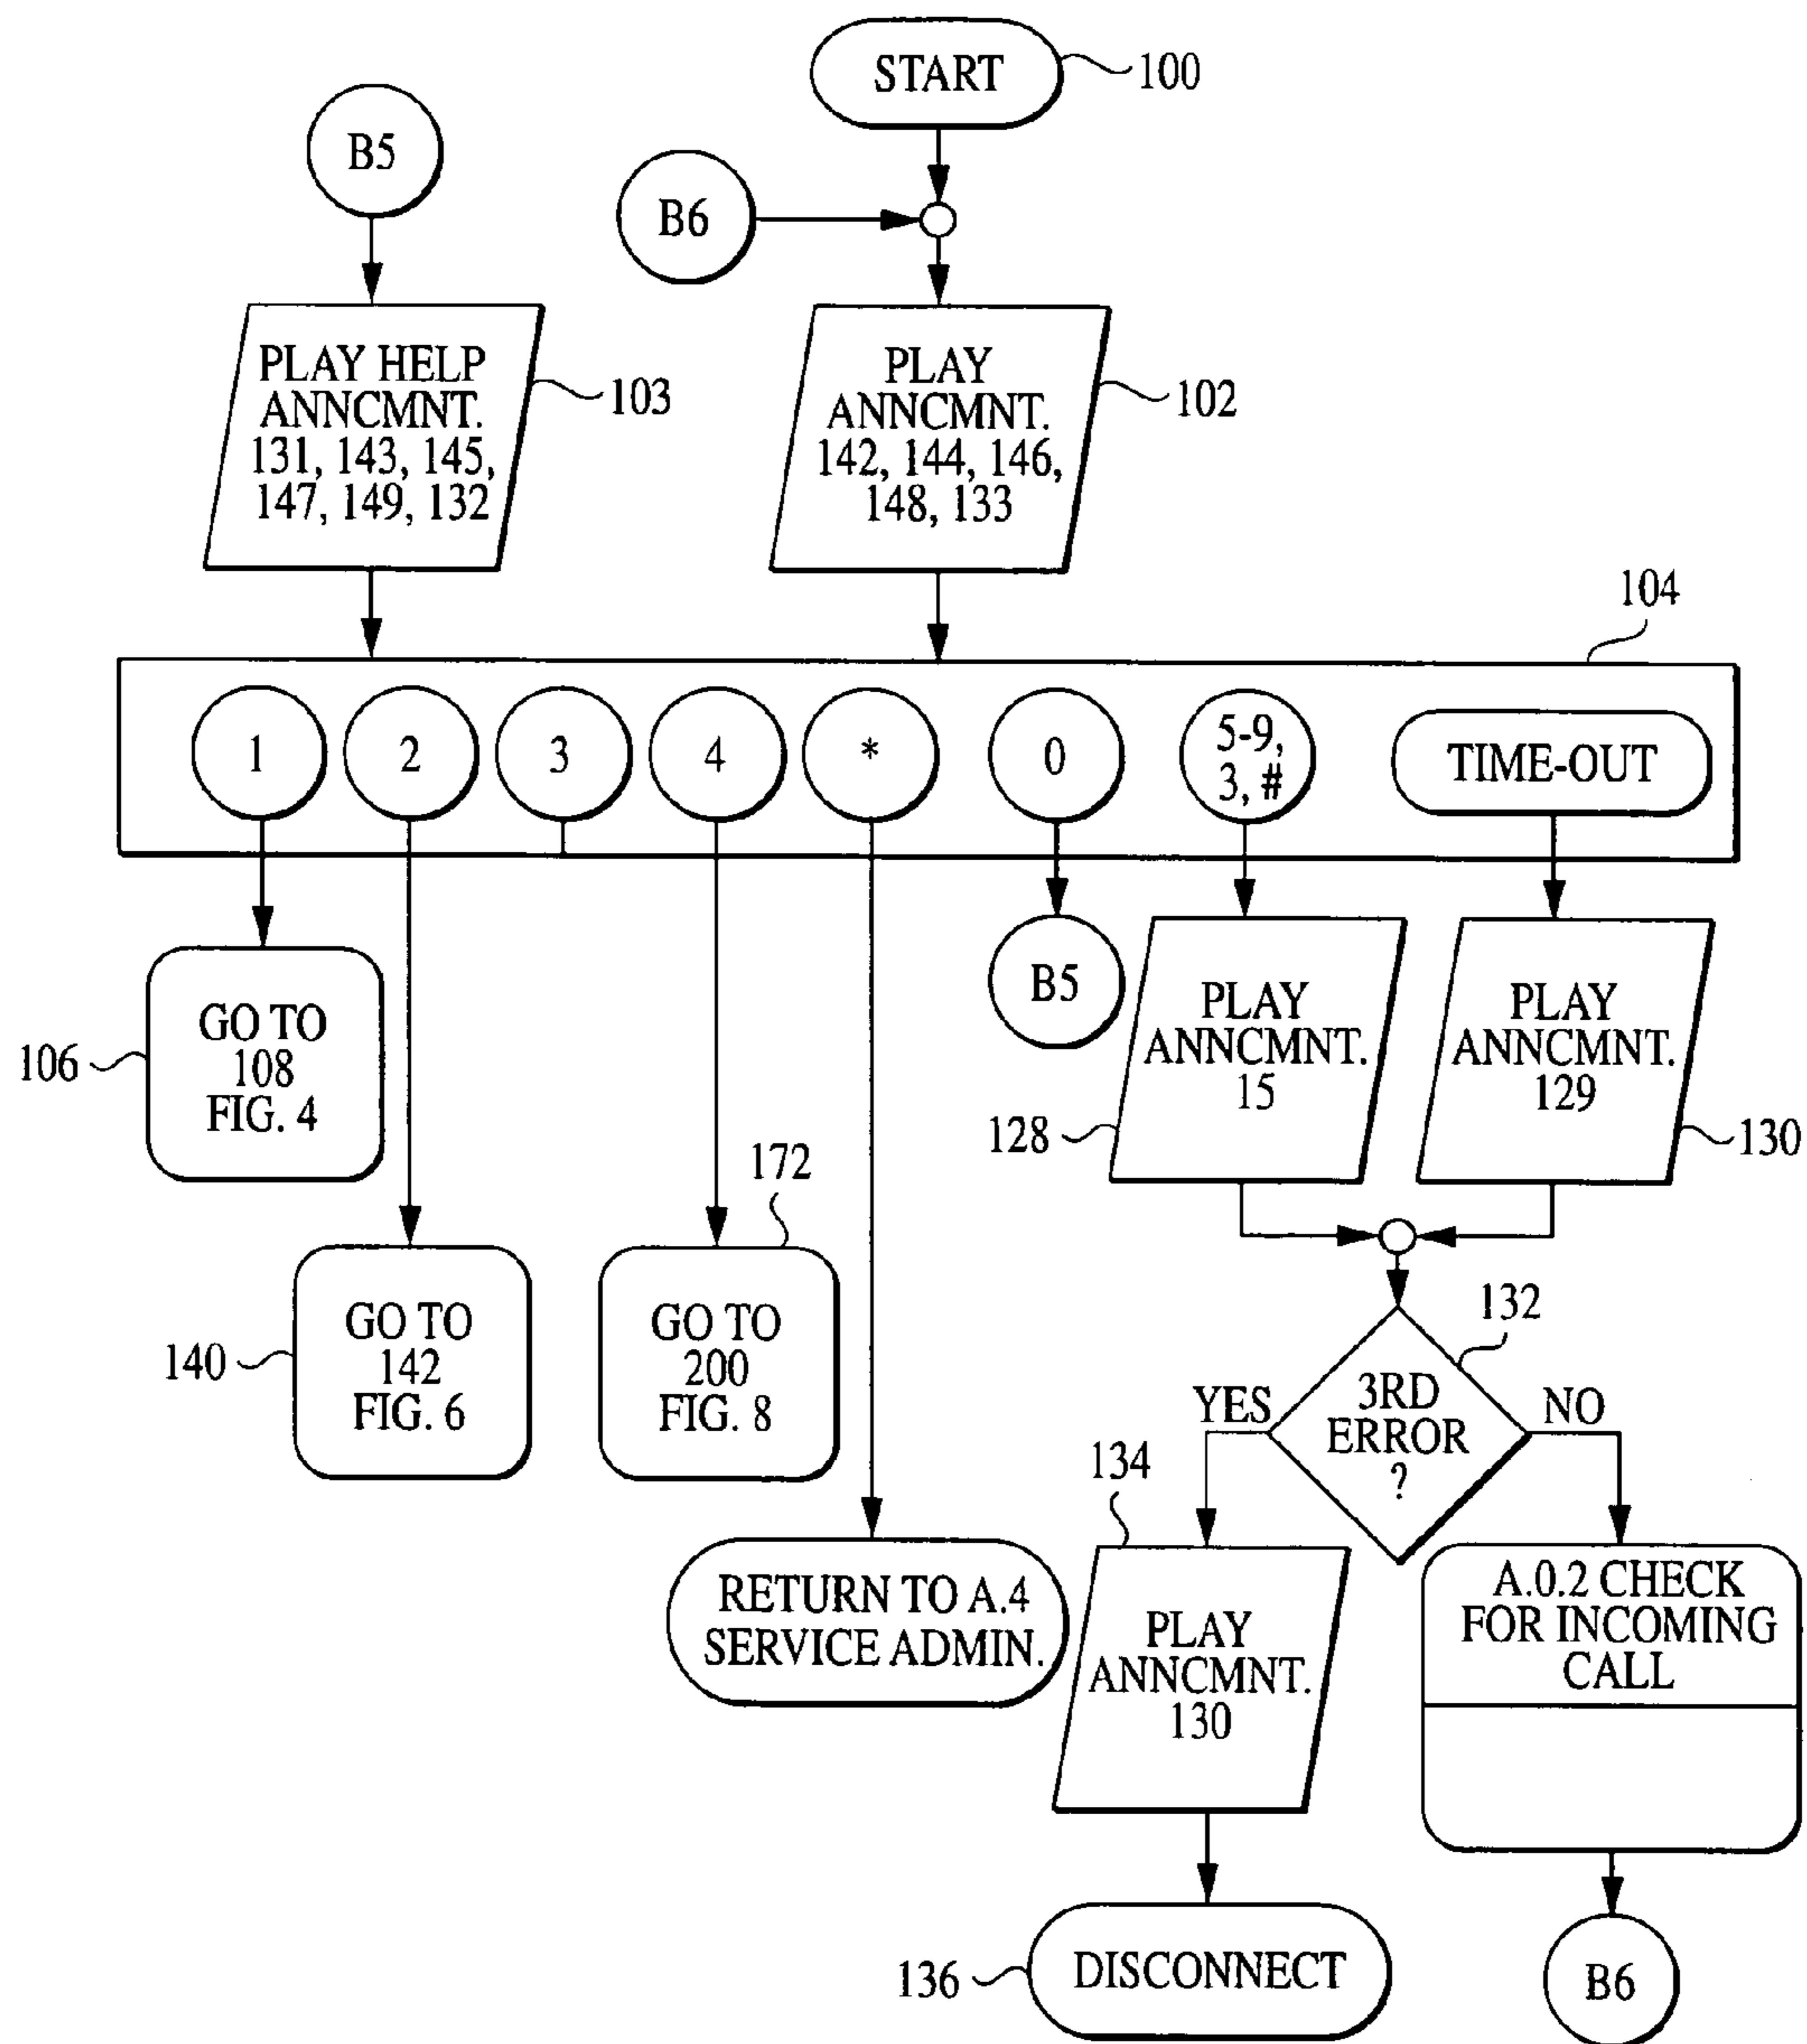 START
100
B5
B6
PLAY HELP
ANNCMNT.
131, 143, 145,
147, 149, 132
103
PLAY
ANNCMNT.
142, 144, 146,
148, 133
102
104
1
2
3
4
*
0
5-9,
3, #
TIME-OUT
106
GO TO
108
FIG. 4
B5
PLAY
ANNCMNT.
15
128
PLAY
ANNCMNT.
129
130
140
GO TO
142
FIG. 6
172
GO TO
200
FIG. 8
132
3RD
ERROR
?
YES
NO
RETURN TO A.4
SERVICE ADMIN.
134
PLAY
ANNCMNT.
130
A.0.2 CHECK
FOR INCOMING
CALL
136
DISCONNECT
B6